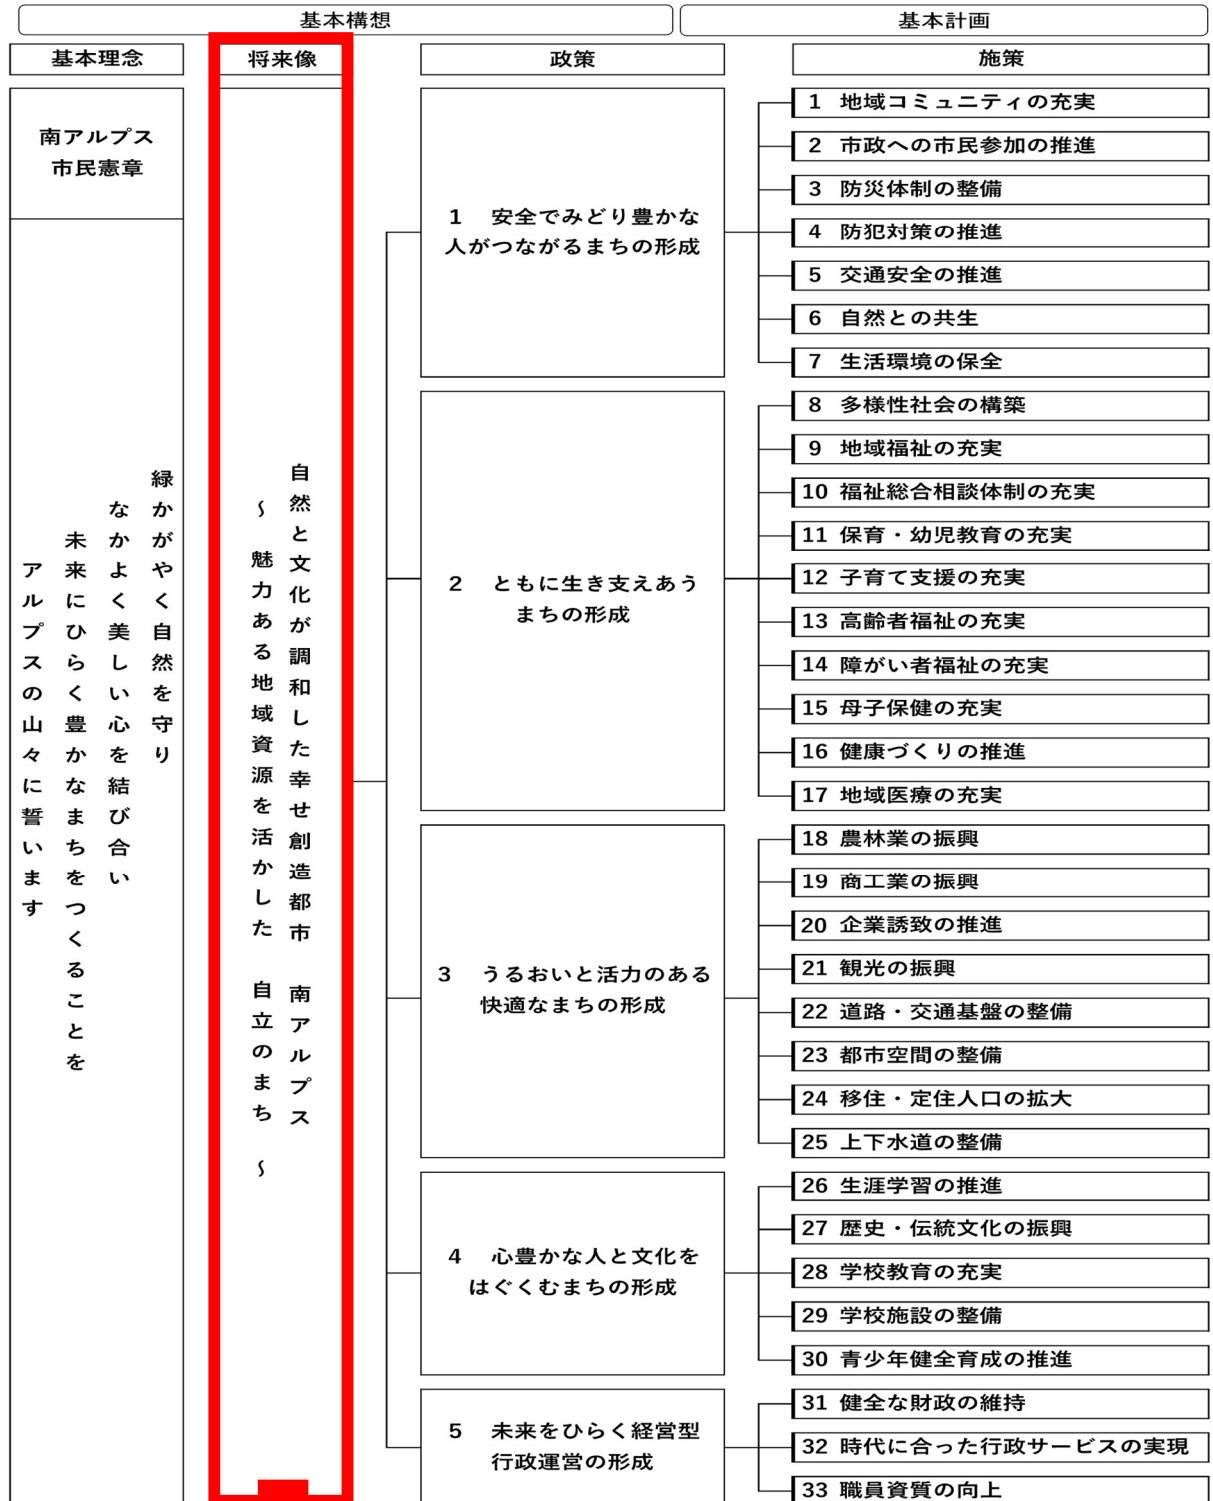 基本構想
基本計画
基本理念
将来像
政策
施策
南アルプス
市民憲章
緑かがやく自然を守り
なかよく美しい心を結び合い
未来にひらく豊かなまちをつくることを
アルプスの山々に誓います
自然と文化が調和した幸せ創造都市 南アルプス
~ 魅力ある地域資源を活かした 自立のまち ~
1 安全でみどり豊かな
人がつながるまちの形成
1 地域コミュニティの充実
2 市政への市民参加の推進
3 防災体制の整備
4 防犯対策の推進
5 交通安全の推進
6 自然との共生
7 生活環境の保全
2 ともに生き支えあう
まちの形成
8 多様性社会の構築
9 地域福祉の充実
10 福祉総合相談体制の充実
11 保育・幼児教育の充実
12 子育て支援の充実
13 高齢者福祉の充実
14 障がい者福祉の充実
15 母子保健の充実
16 健康づくりの推進
17 地域医療の充実
3 うるおいと活力のある
快適なまちの形成
18 農林業の振興
19 商工業の振興
20 企業誘致の推進
21 観光の振興
22 道路・交通基盤の整備
23 都市空間の整備
24 移住・定住人口の拡大
25 上下水道の整備
4 心豊かな人と文化を
はぐくむまちの形成
26 生涯学習の推進
27 歴史・伝統文化の振興
28 学校教育の充実
29 学校施設の整備
30 青少年健全育成の推進
5 未来をひらく経営型
行政運営の形成
31 健全な財政の維持
32 時代に合った行政サービスの実現
33 職員資質の向上